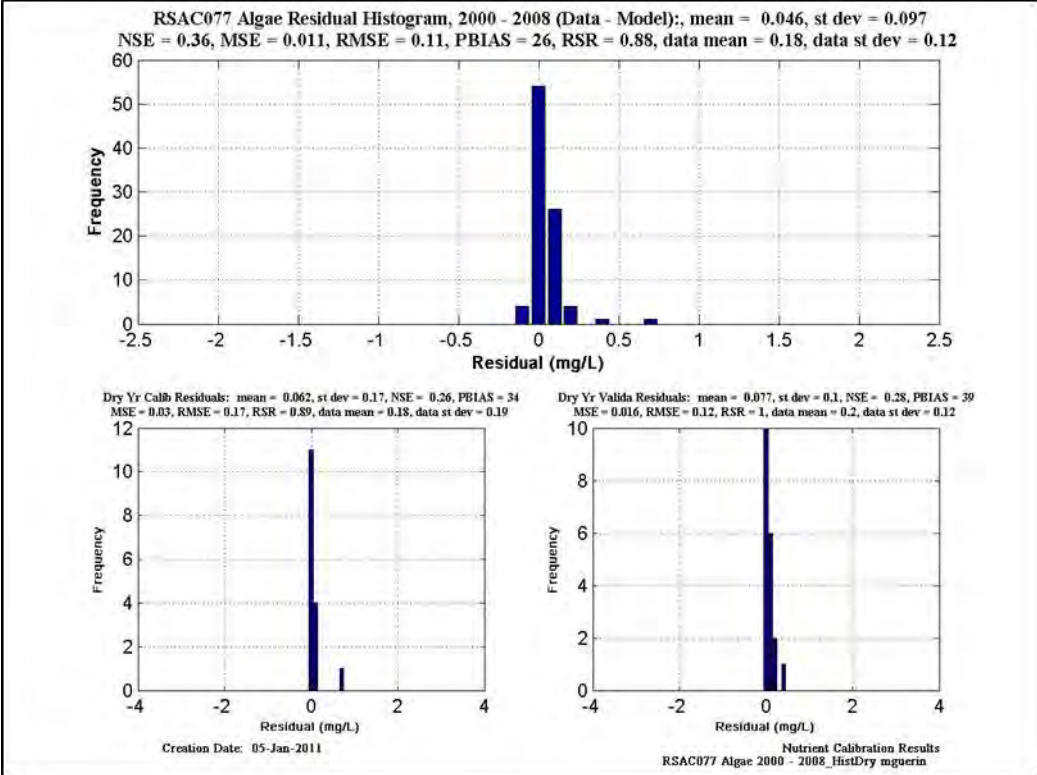 RSAC077 Algae Residual Histogram, 2000 - 2008 (Data - Model):, mean = 0.046, st dev = 0.097
NSE = 0.36, MSE = 0.011, RMSE = 0.11, PBIAS = 26, RSR = 0.88, data mean = 0.18, data st dev = 0.12
60
50
40
30
20
10
0
Frequency
-2.5 -2 -1.5 -1 -0.5 0 0.5 1 1.5 2 2.5
Residual (mg/L)
Dry Yr Calib Residuals: mean = 0.062, st dev = 0.17, NSE = 0.26, PBIAS = 34
MSE = 0.03, RMSE = 0.17, RSR = 0.89, data mean = 0.18, data st dev = 0.19
12
10
8
6
4
2
0
Frequency
-4 -2 0 2 4
Residual (mg/L)
Creation Date: 05-Jan-2011
Dry Yr Valida Residuals: mean = 0.077, st dev = 0.1, NSE = 0.28, PBIAS = 39
MSE = 0.016, RMSE = 0.12, RSR = 1, data mean = 0.2, data st dev = 0.12
10
8
6
4
2
0
Frequency
-4 -2 0 2 4
Residual (mg/L)
Nutrient Calibration Results
RSAC077 Algae 2000 - 2008_HistDry mguerin